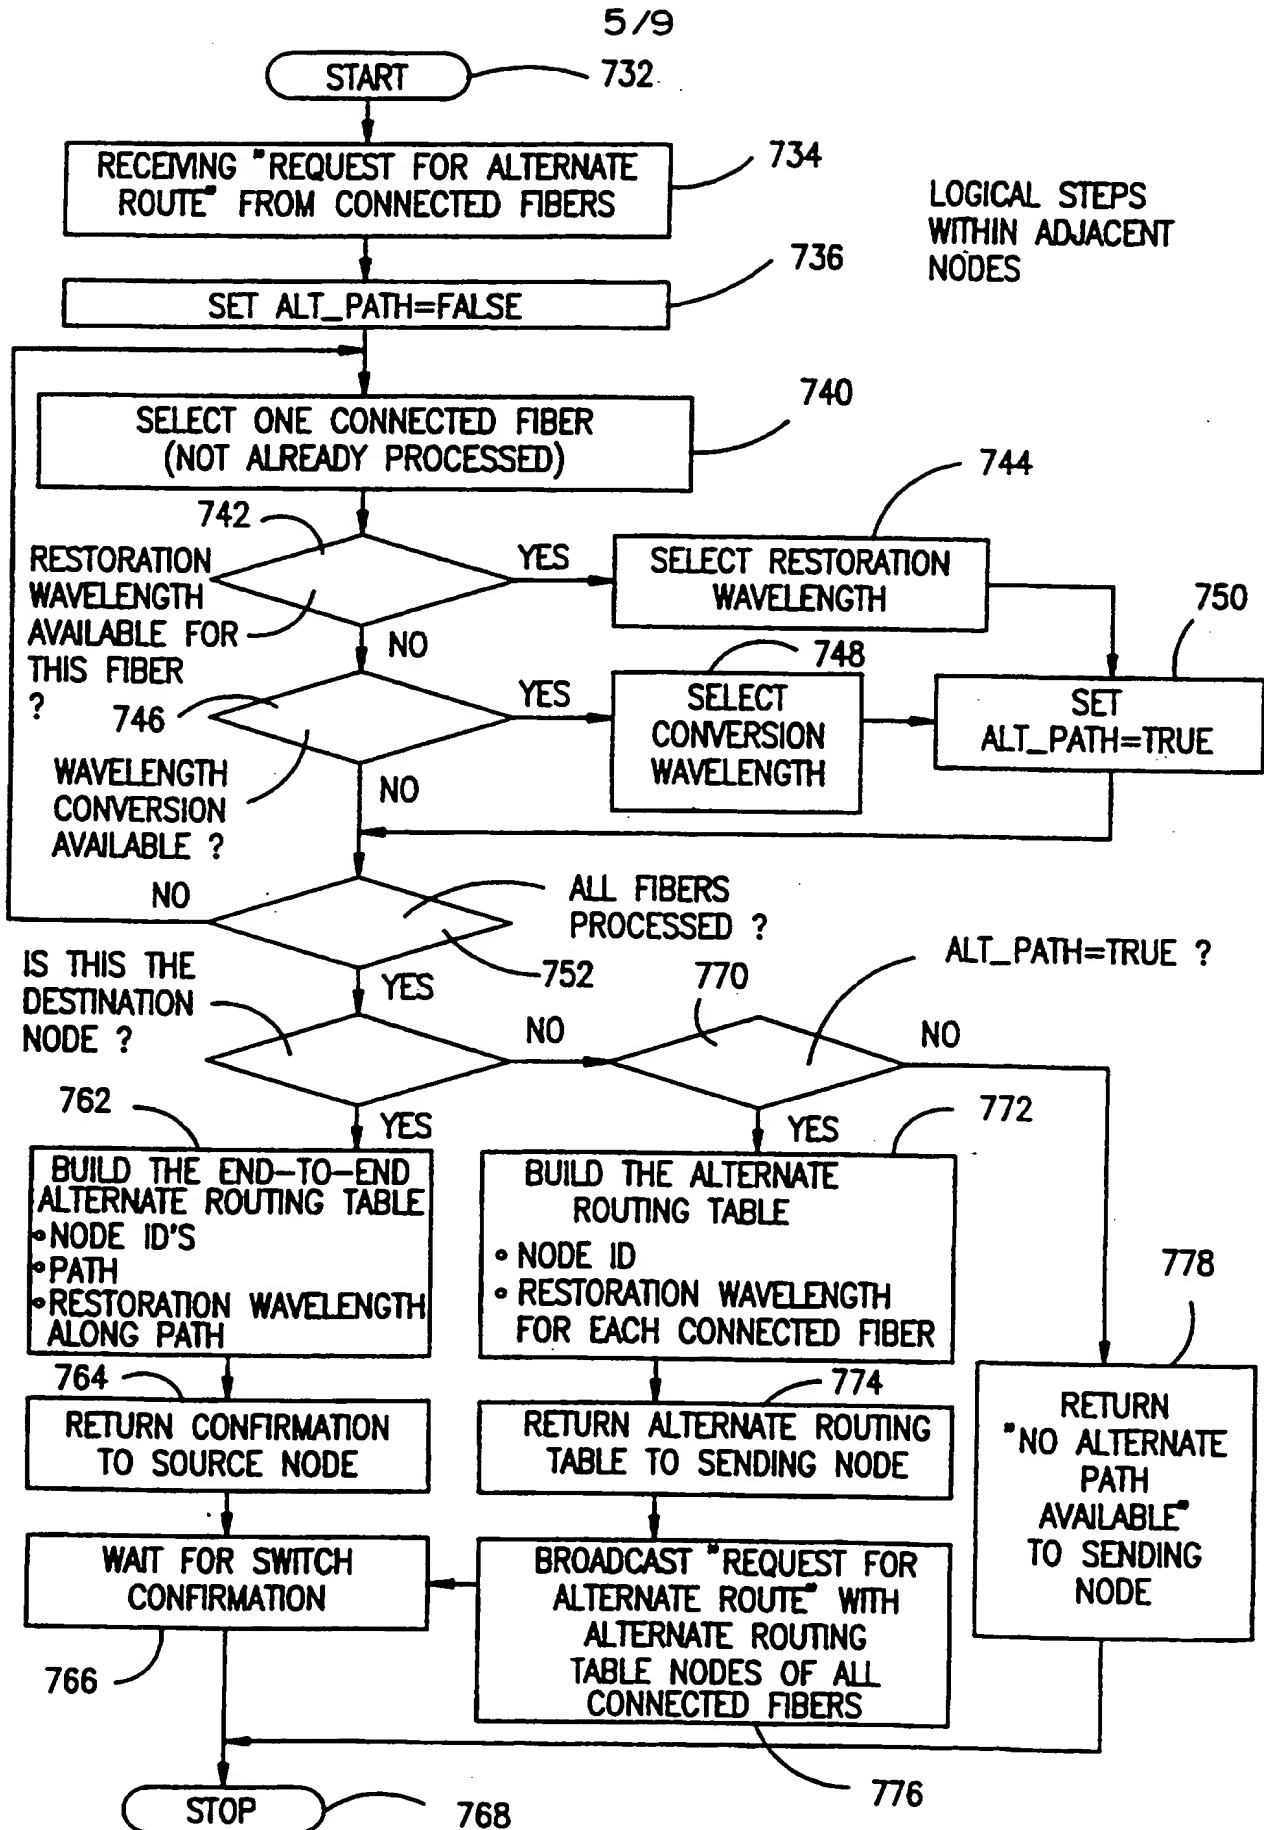 5/9
START
732
RECEIVING "REQUEST FOR ALTERNATE
ROUTE" FROM CONNECTED FIBERS
734
LOGICAL STEPS
WITHIN ADJACENT
NODES
SET ALT_PATH=FALSE
736
SELECT ONE CONNECTED FIBER
(NOT ALREADY PROCESSED)
740
742
RESTORATION
WAVELENGTH
AVAILABLE FOR
THIS FIBER
?
YES
NO
SELECT RESTORATION
WAVELENGTH
744
746
WAVELENGTH
CONVERSION
AVAILABLE ?
YES
NO
748
SELECT
CONVERSION
WAVELENGTH
750
SET
ALT_PATH=TRUE
NO
ALL FIBERS
PROCESSED ?
752
YES
IS THIS THE
DESTINATION
NODE ?
NO
YES
770
ALT_PATH=TRUE ?
NO
YES
762
BUILD THE END-TO-END
ALTERNATE ROUTING TABLE
•NODE ID'S
•PATH
•RESTORATION WAVELENGTH
ALONG PATH
772
BUILD THE ALTERNATE
ROUTING TABLE
• NODE ID
• RESTORATION WAVELENGTH
FOR EACH CONNECTED FIBER
764
RETURN CONFIRMATION
TO SOURCE NODE
774
RETURN ALTERNATE ROUTING
TABLE TO SENDING NODE
778
RETURN
"NO ALTERNATE
PATH
AVAILABLE"
TO SENDING
NODE
WAIT FOR SWITCH
CONFIRMATION
766
BROADCAST "REQUEST FOR
ALTERNATE ROUTE" WITH
ALTERNATE ROUTING
TABLE NODES OF ALL
CONNECTED FIBERS
776
STOP
768